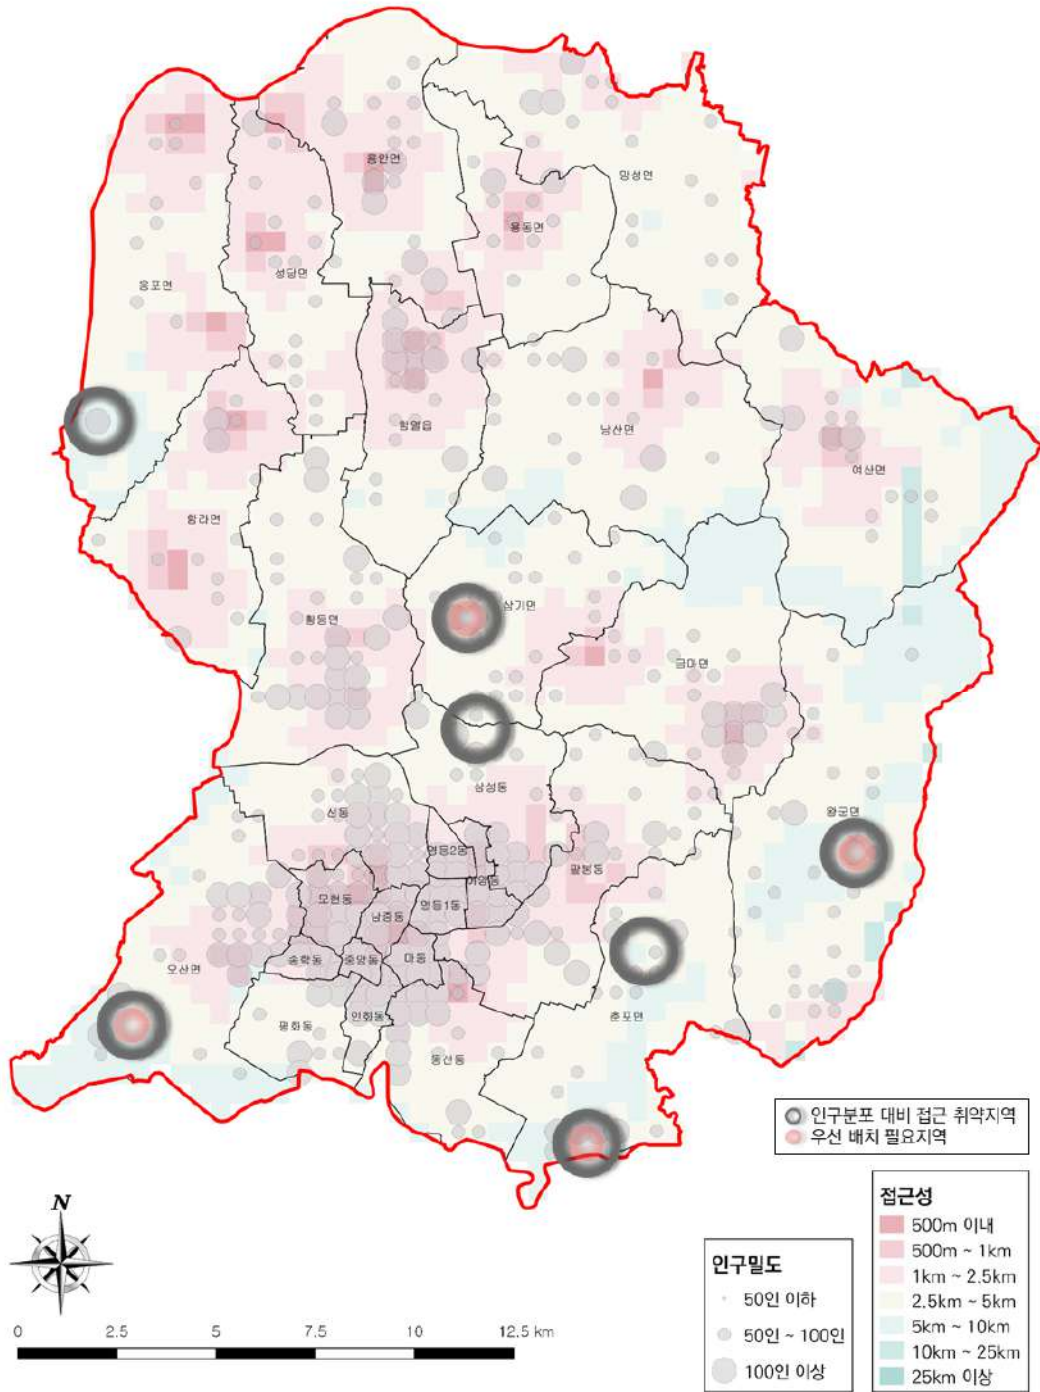 용안면
망성면
용동면
성당면
웅포면
함열읍
낭산면
여산면
함라면
삼기면
황등면
금마면
삼성동
왕궁면
신동
영등2동
어양동
팔봉동
모현동
남중동
영등1동
송학동
중앙동
마동
오산면
평화동
인화동
춘포면
동산동
인구분포 대비 접근 취약지역
우선 배치 필요지역
N
0 2.5 5 7.5 10 12.5 km
인구밀도
50인 이하
50인 ~ 100인
100인 이상
접근성
500m 이내
500m ~ 1km
1km ~ 2.5km
2.5km ~ 5km
5km ~ 10km
10km ~ 25km
25km 이상